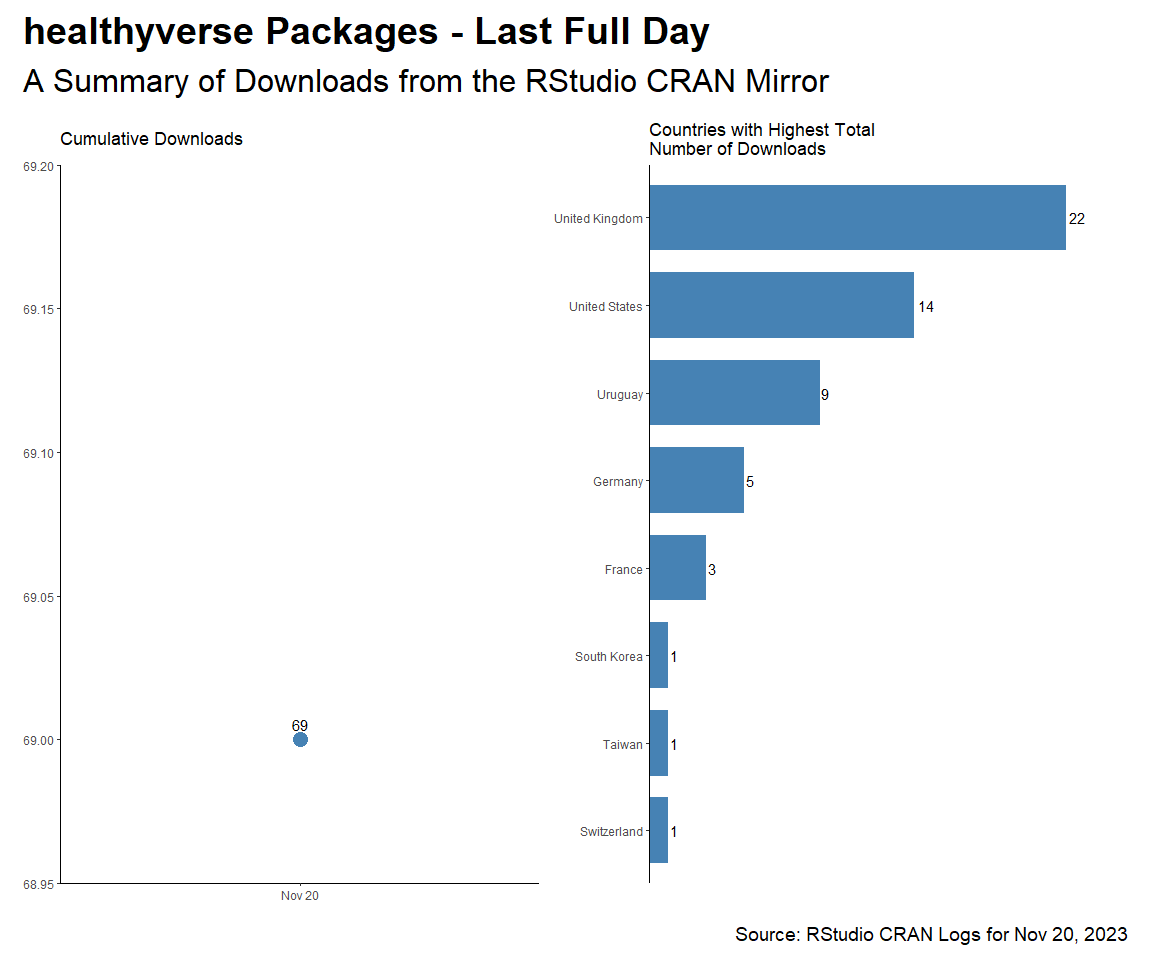 healthyverse Packages - Last Full Day
A Summary of Downloads from the RStudio CRAN Mirror
Cumulative Downloads
69.20
69.15
69.10
69.05
69.00
68.95
69
Nov 20
Countries with Highest Total
Number of Downloads
United Kingdom 22
United States 14
Uruguay 9
Germany 5
France 3
South Korea 1
Taiwan 1
Switzerland 1
Source: RStudio CRAN Logs for Nov 20, 2023